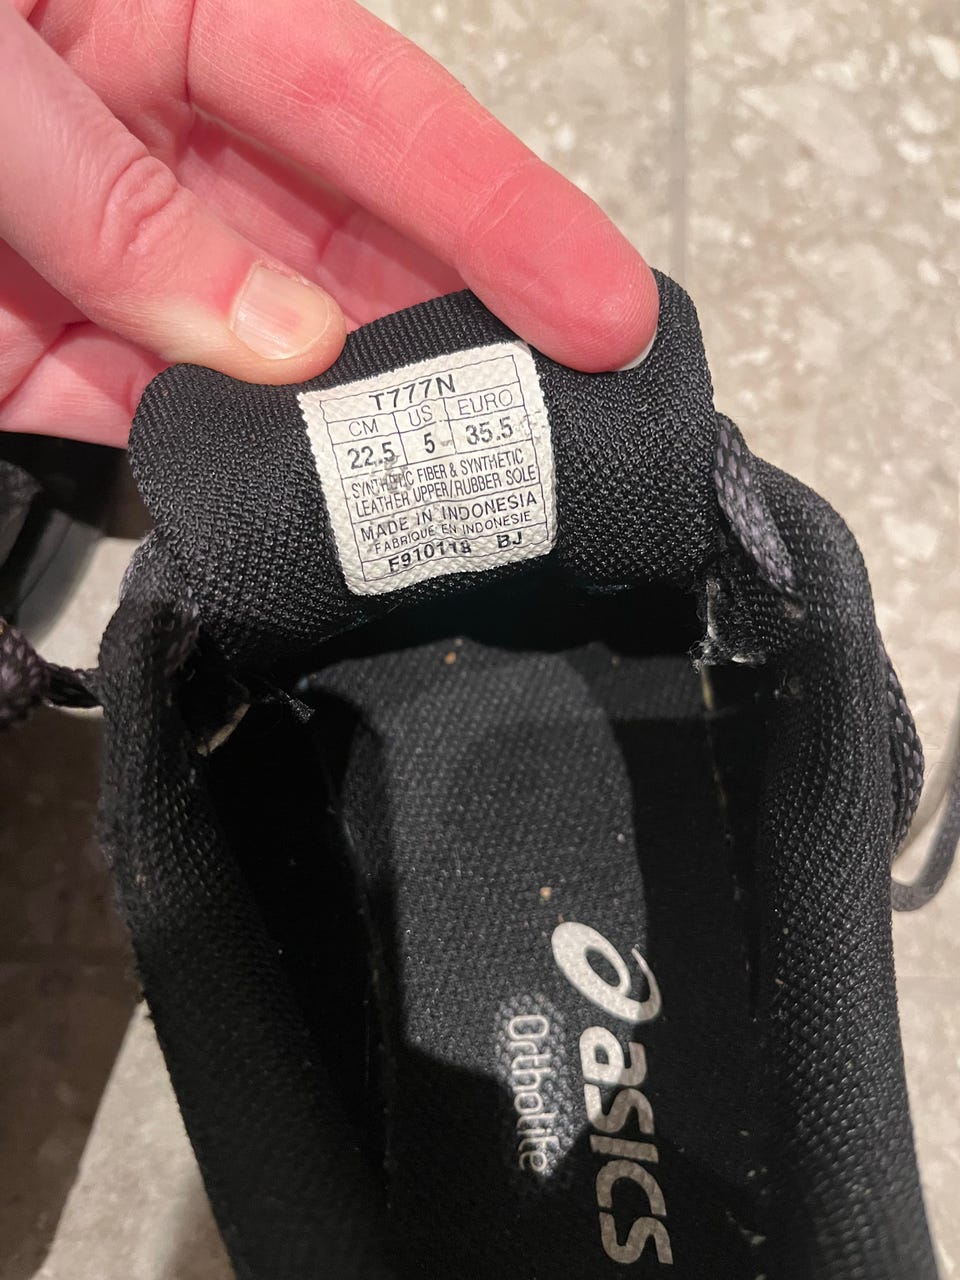 T777N
CM US EURO
22.5 5 35.5
SYNTHETIC FIBER & SYNTHETIC
LEATHER UPPER/RUBBER SOLE
MADE IN INDONESIA
FABRIQUE EN INDONESIE
BJ
asics
Ortholite